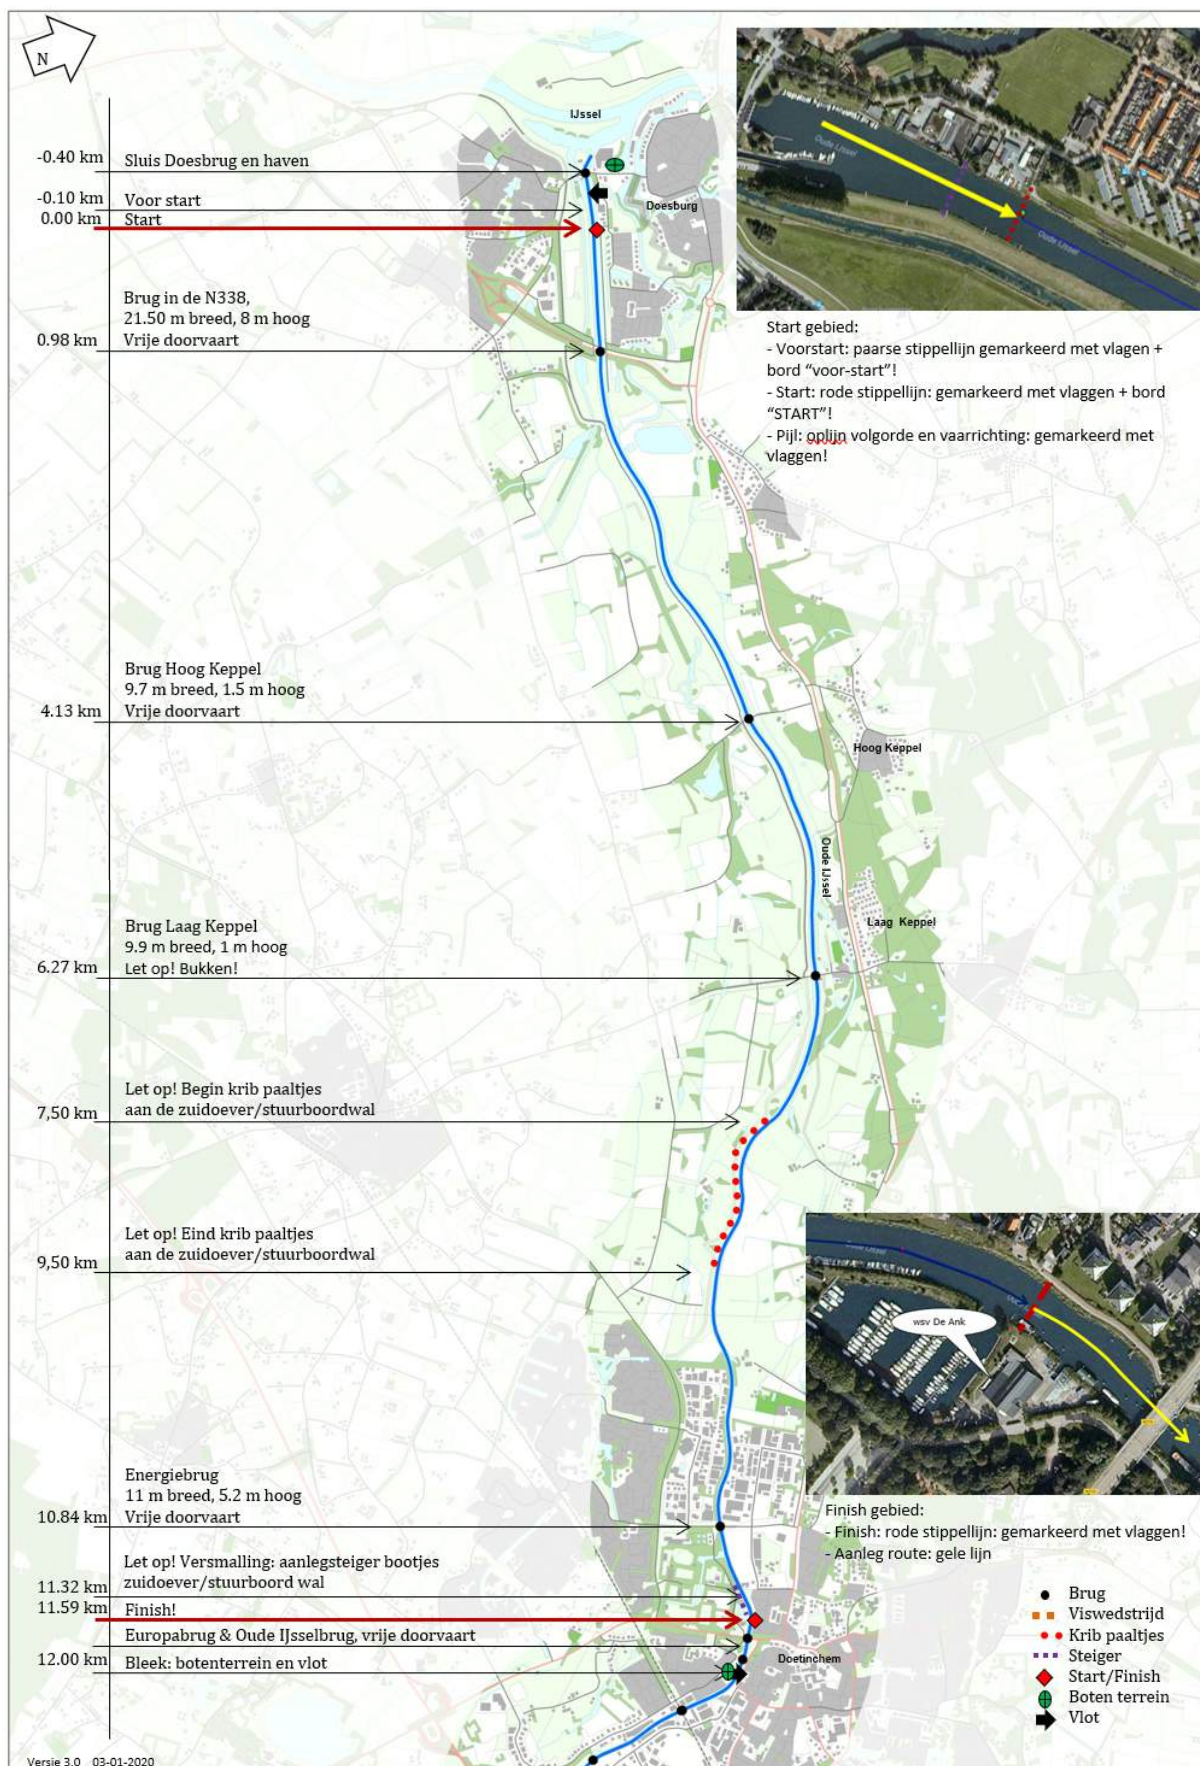 N
IJssel
Doesburg
-0.40 km
Sluis Doesbrug en haven
-0.10 km
Voor start
0.00 km
Start
Brug in de N338,
21.50 m breed, 8 m hoog
0.98 km
Vrije doorvaart
Oude IJssel
Oude IJssel
Start gebied:
- Voorstart: paarse stippellijn gemarkeerd met vlagen +
bord “voor-start”!
- Start: rode stippellijn: gemarkeerd met vlaggen + bord
“START”!
- Pijl: oplijn volgorde en vaarrichting: gemarkeerd met
vlaggen!
Brug Hoog Keppel
9.7 m breed, 1.5 m hoog
4.13 km
Vrije doorvaart
Hoog Keppel
Oude IJssel
Laag Keppel
Brug Laag Keppel
9.9 m breed, 1 m hoog
6.27 km
Let op! Bukken!
Let op! Begin krib paaltjes
7,50 km
aan de zuidoever/stuurboordwal
Let op! Eind krib paaltjes
9,50 km
aan de zuidoever/stuurboordwal
wsv De Ank
Energiebrug
11 m breed, 5.2 m hoog
10.84 km
Vrije doorvaart
Finish gebied:
- Finish: rode stippellijn: gemarkeerd met vlaggen!
- Aanleg route: gele lijn
Let op! Versmalling: aanlegsteiger bootjes
11.32 km
zuidoever/stuurboord wal
11.59 km
Finish!
Europabrug & Oude IJsselbrug, vrije doorvaart
12.00 km
Bleek: botenterrein en vlot
Doetinchem
Brug
Viswedstrijd
Krib paaltjes
Steiger
Start/Finish
Boten terrein
Vlot
Versie 3.0 03-01-2020